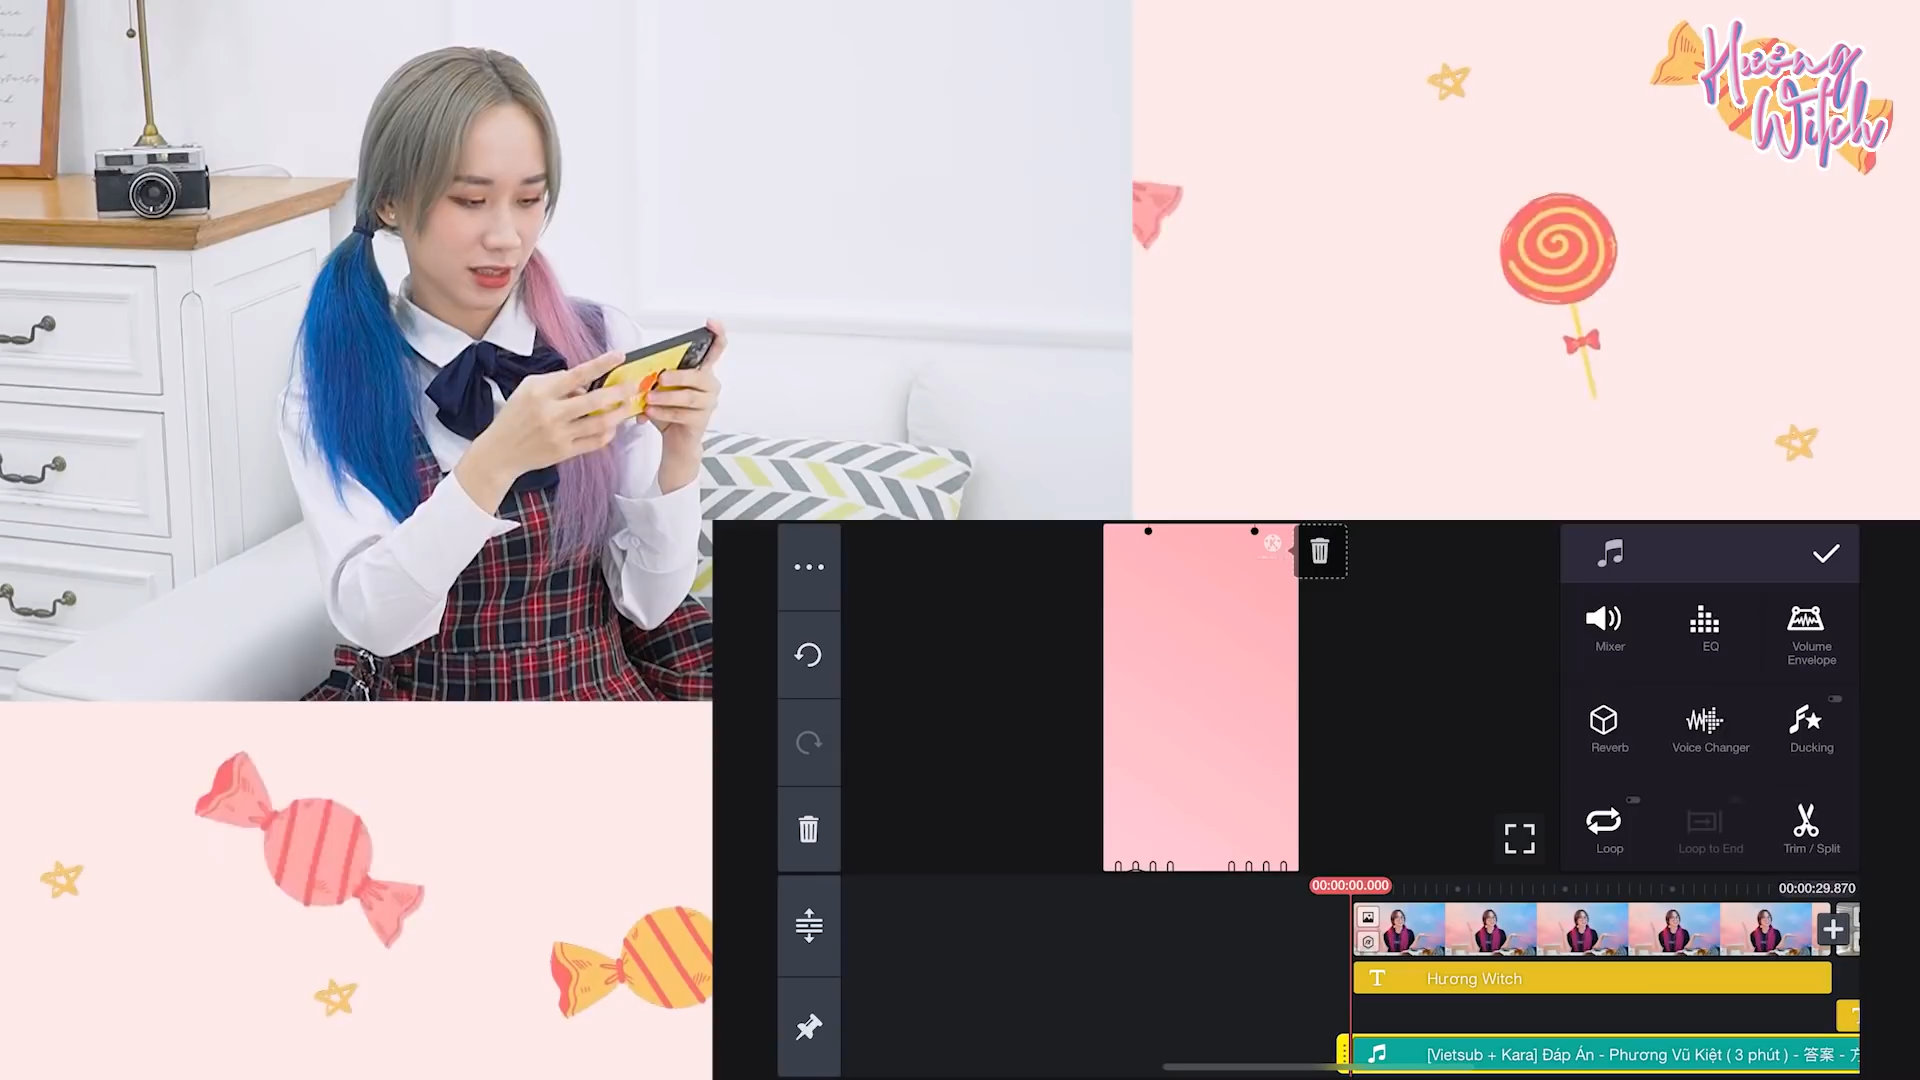 Hương
Witch
Mixer
EQ
Volume
Envelope
Reverb
Voice Changer
Ducking
Loop
Loop to End
Trim / Split
00:00:00.000
00:00:29.870
T Hương Witch
[Vietsub + Kara] Đáp Án - Phương Vũ Kiệt ( 3 phút ) - 答案 - 方